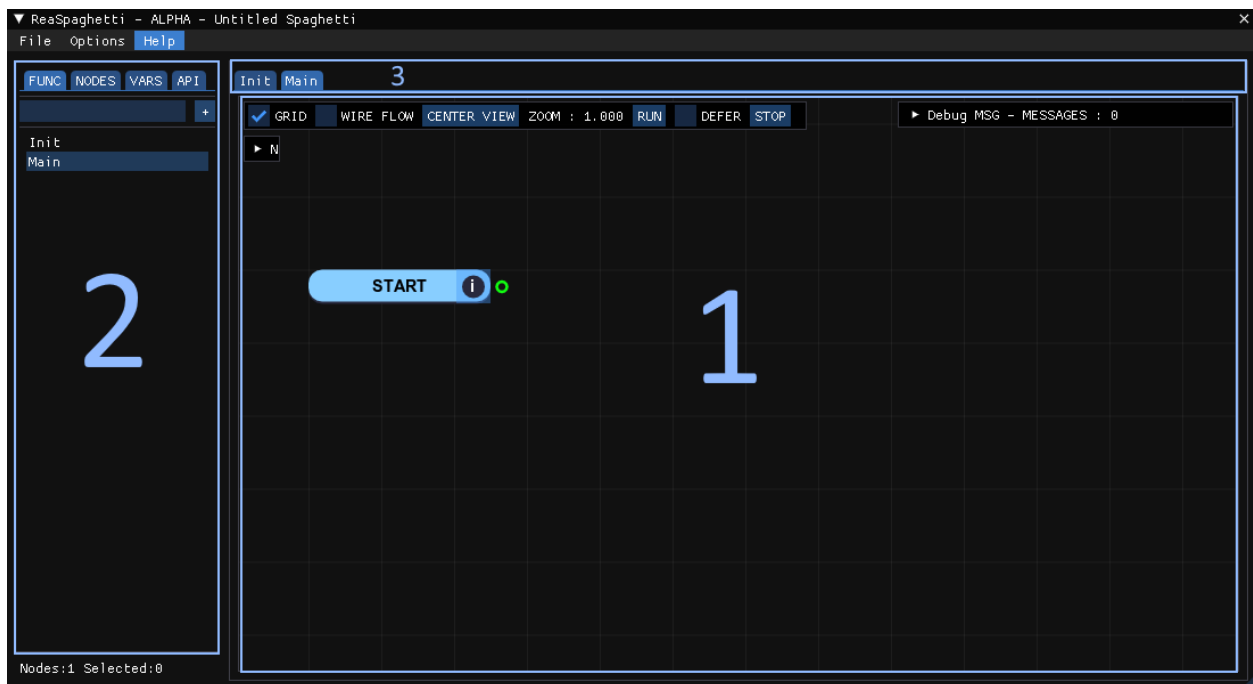 ▼ ReaSpaghetti - ALPHA - Untitled Spaghetti ×
File Options Help
FUNC NODES VARS API
+
Init
Main
2
Nodes:1 Selected:0
Init Main 3
GRID WIRE FLOW CENTER VIEW ZOOM : 1.000 RUN DEFER STOP
► Debug MSG - MESSAGES : 0
► N
START i
1